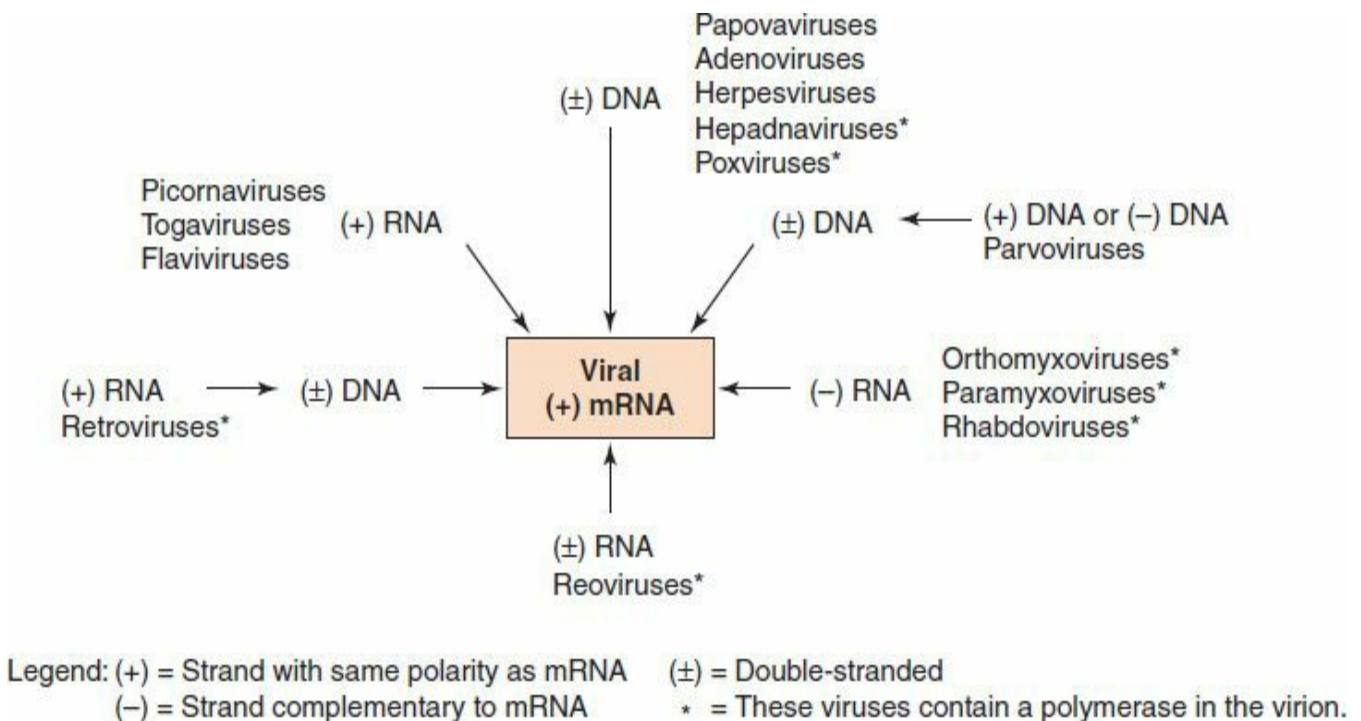 Papovaviruses
Adenoviruses
(±) DNA
Herpesviruses
Hepadnaviruses*
Poxviruses*
Picornaviruses
Togaviruses
(+) RNA
Flaviviruses
(±) DNA
(+) DNA or (–) DNA
Parvoviruses
(+) RNA
Retroviruses*
(±) DNA
Viral
(+) mRNA
(–) RNA
Orthomyxoviruses*
Paramyxoviruses*
Rhabdoviruses*
(±) RNA
Reoviruses*
Legend: (+) = Strand with same polarity as mRNA (±) = Double-stranded
(–) = Strand complementary to mRNA * = These viruses contain a polymerase in the virion.